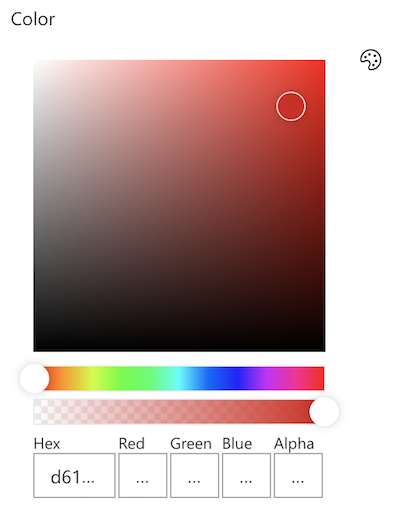 Color
Hex Red Green Blue Alpha
d61... ... ... ... ...